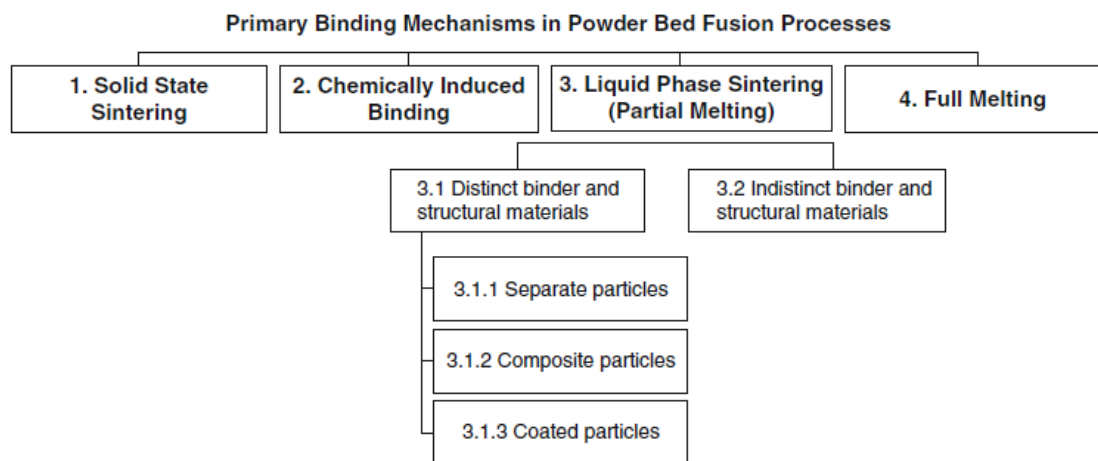 Primary Binding Mechanisms in Powder Bed Fusion Processes
1. Solid State
Sintering
2. Chemically Induced
Binding
3. Liquid Phase Sintering
(Partial Melting)
4. Full Melting
3.1 Distinct binder and
structural materials
3.2 Indistinct binder and
structural materials
3.1.1 Separate particles
3.1.2 Composite particles
3.1.3 Coated particles